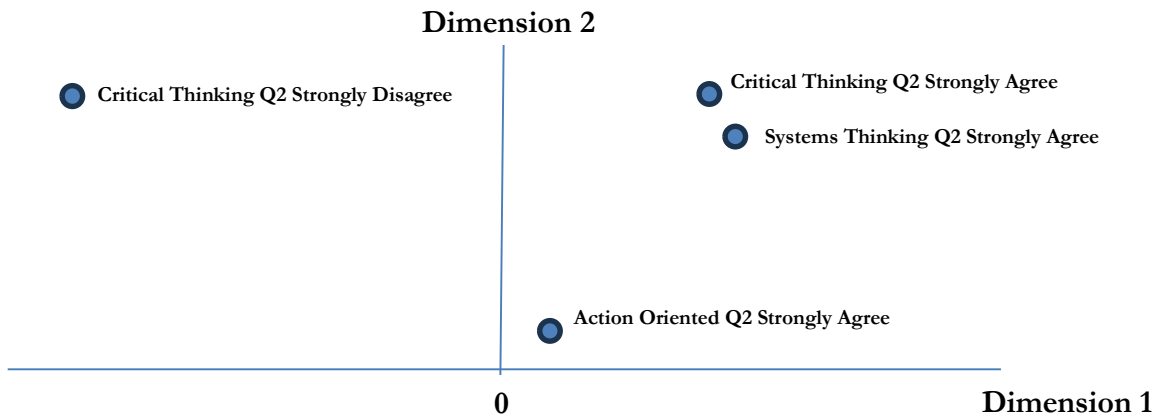 Dimension 2
Critical Thinking Q2 Strongly Agree
Critical Thinking Q2 Strongly Disagree
Systems Thinking Q2 Strongly Agree
Action Oriented Q2 Strongly Agree
0
Dimension 1